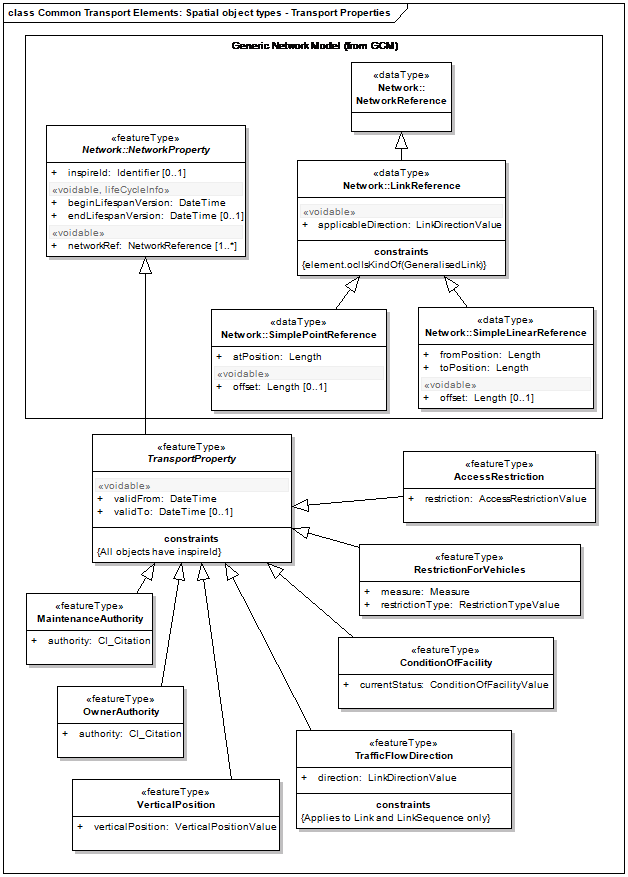 class Common Transport Elements: Spatial object types - Transport Properties
Generic Network Model (from GCM)
«dataType»
Network::
NetworkReference
«featureType»
Network::NetworkProperty
+ inspireId: Identifier [0..1]
«voidable, lifeCycleInfo»
+ beginLifespanVersion: DateTime
+ endLifespanVersion: DateTime [0..1]
«voidable»
+ networkRef: NetworkReference [1..*]
«dataType»
Network::LinkReference
«voidable»
+ applicableDirection: LinkDirectionValue
constraints
{element.oclIsKindOf(GeneralisedLink)}
«dataType»
Network::SimplePointReference
+ atPosition: Length
«voidable»
+ offset: Length [0..1]
«dataType»
Network::SimpleLinearReference
+ fromPosition: Length
+ toPosition: Length
«voidable»
+ offset: Length [0..1]
«featureType»
TransportProperty
«voidable»
+ validFrom: DateTime
+ validTo: DateTime [0..1]
constraints
{All objects have inspireId}
«featureType»
AccessRestriction
+ restriction: AccessRestrictionValue
«featureType»
RestrictionForVehicles
+ measure: Measure
+ restrictionType: RestrictionTypeValue
«featureType»
MaintenanceAuthority
+ authority: CI_Citation
«featureType»
ConditionOfFacility
+ currentStatus: ConditionOfFacilityValue
«featureType»
OwnerAuthority
+ authority: CI_Citation
«featureType»
TrafficFlowDirection
+ direction: LinkDirectionValue
constraints
{Applies to Link and LinkSequence only}
«featureType»
VerticalPosition
+ verticalPosition: VerticalPositionValue